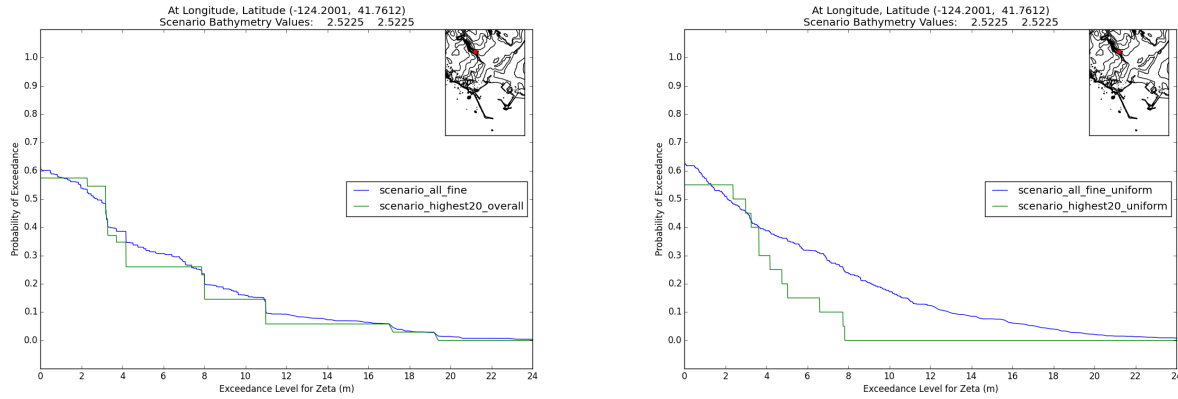 At Longitude, Latitude (-124.2001, 41.7612)
Scenario Bathymetry Values: 2.5225 2.5225
1.0
0.9
0.8
0.7
0.6
0.5
0.4
0.3
0.2
0.1
0.0
Probability of Exceedance
scenario_all_fine
scenario_highest20_overall
0 2 4 6 8 10 12 14 16 18 20 22 24
Exceedance Level for Zeta (m)
At Longitude, Latitude (-124.2001, 41.7612)
Scenario Bathymetry Values: 2.5225 2.5225
1.0
0.9
0.8
0.7
0.6
0.5
0.4
0.3
0.2
0.1
0.0
Probability of Exceedance
scenario_all_fine_uniform
scenario_highest20_uniform
0 2 4 6 8 10 12 14 16 18 20 22 24
Exceedance Level for Zeta (m)